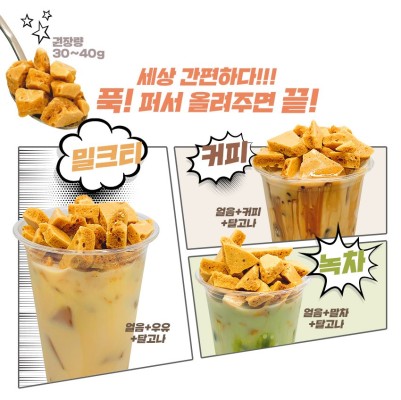 권장량
30~40g
세상 간편하다!!!
푹! 퍼서 올려주면 끝!
밀크티
커피
얼음+커피
+달고나
녹차
얼음+우유
+달고나
얼음+말차
+달고나